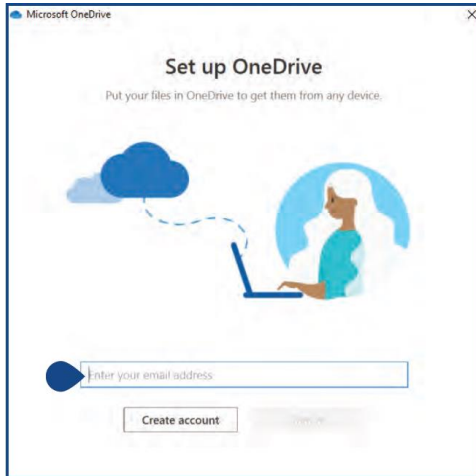 Microsoft OneDrive
Set up OneDrive
Put your files in OneDrive to get them from any device.
Enter your email address
Create account